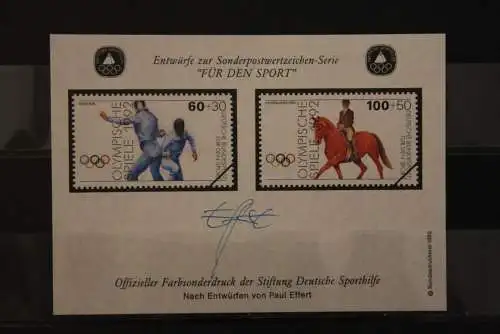 Entwürfe zur Sonderpostwertzeichen-Serie
"FÜR DEN SPORT"
60+30
OLYMPISCHE
SPIELE 1992
100+50
OLYMPISCHE
SPIELE 1992
Offizieller Farbsonderdruck der Stiftung Deutsche Sporthilfe
Nach Entwürfen von Paul Effert